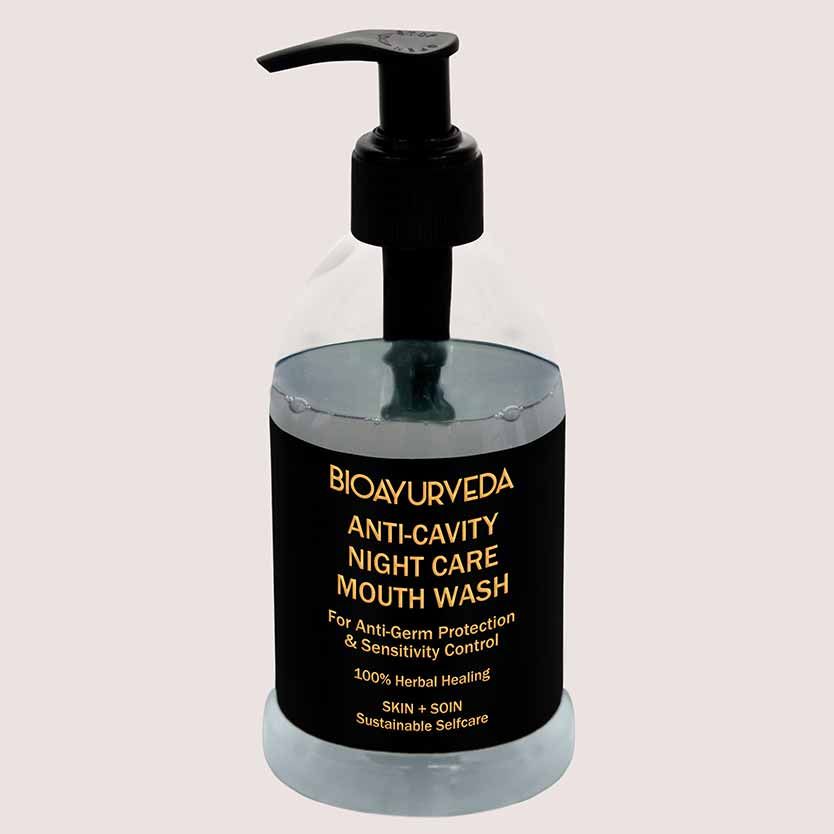 BIOAYURVEDA
ANTI-CAVITY
NIGHT CARE
MOUTH WASH
For Anti-Germ Protection
& Sensitivity Control
100% Herbal Healing
SKIN + SOIN
Sustainable Selfcare